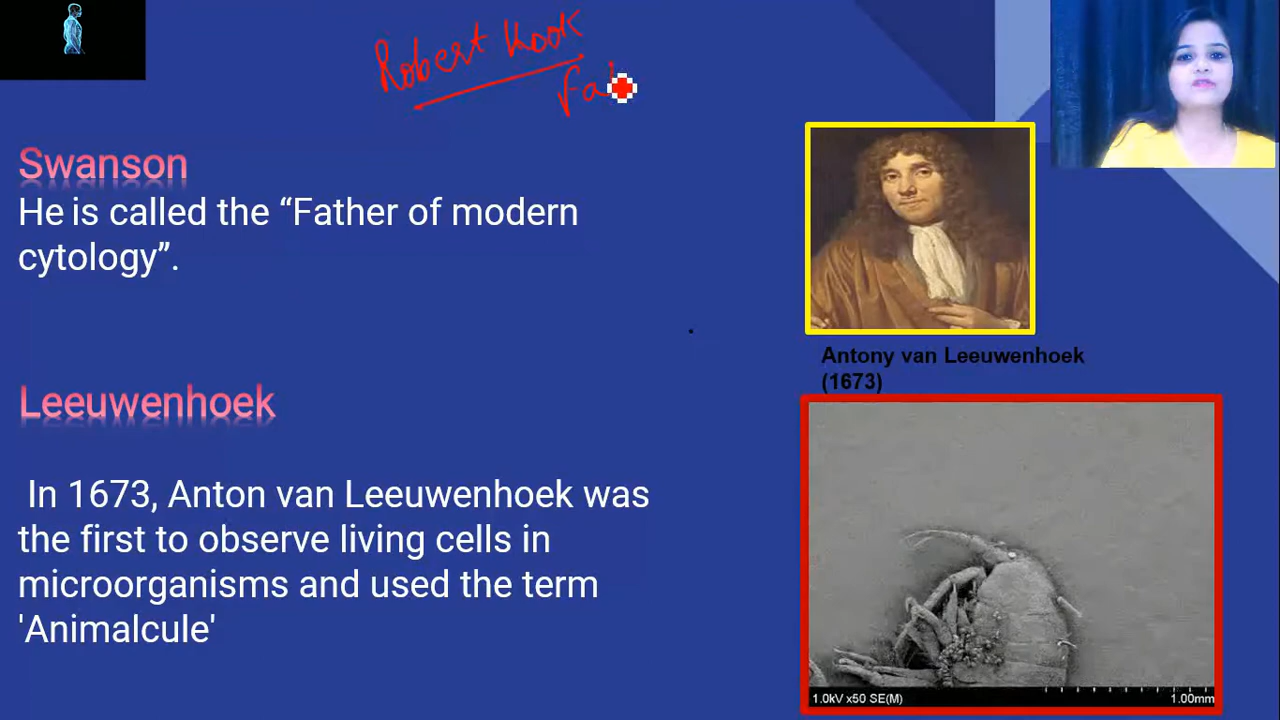 Robert Hook
Fa
Swanson
He is called the “Father of modern
cytology”.
Antony van Leeuwenhoek
(1673)
Leeuwenhoek
In 1673, Anton van Leeuwenhoek was
the first to observe living cells in
microorganisms and used the term
'Animalcule'
1.0kV x50 SE(M) 1.00mm